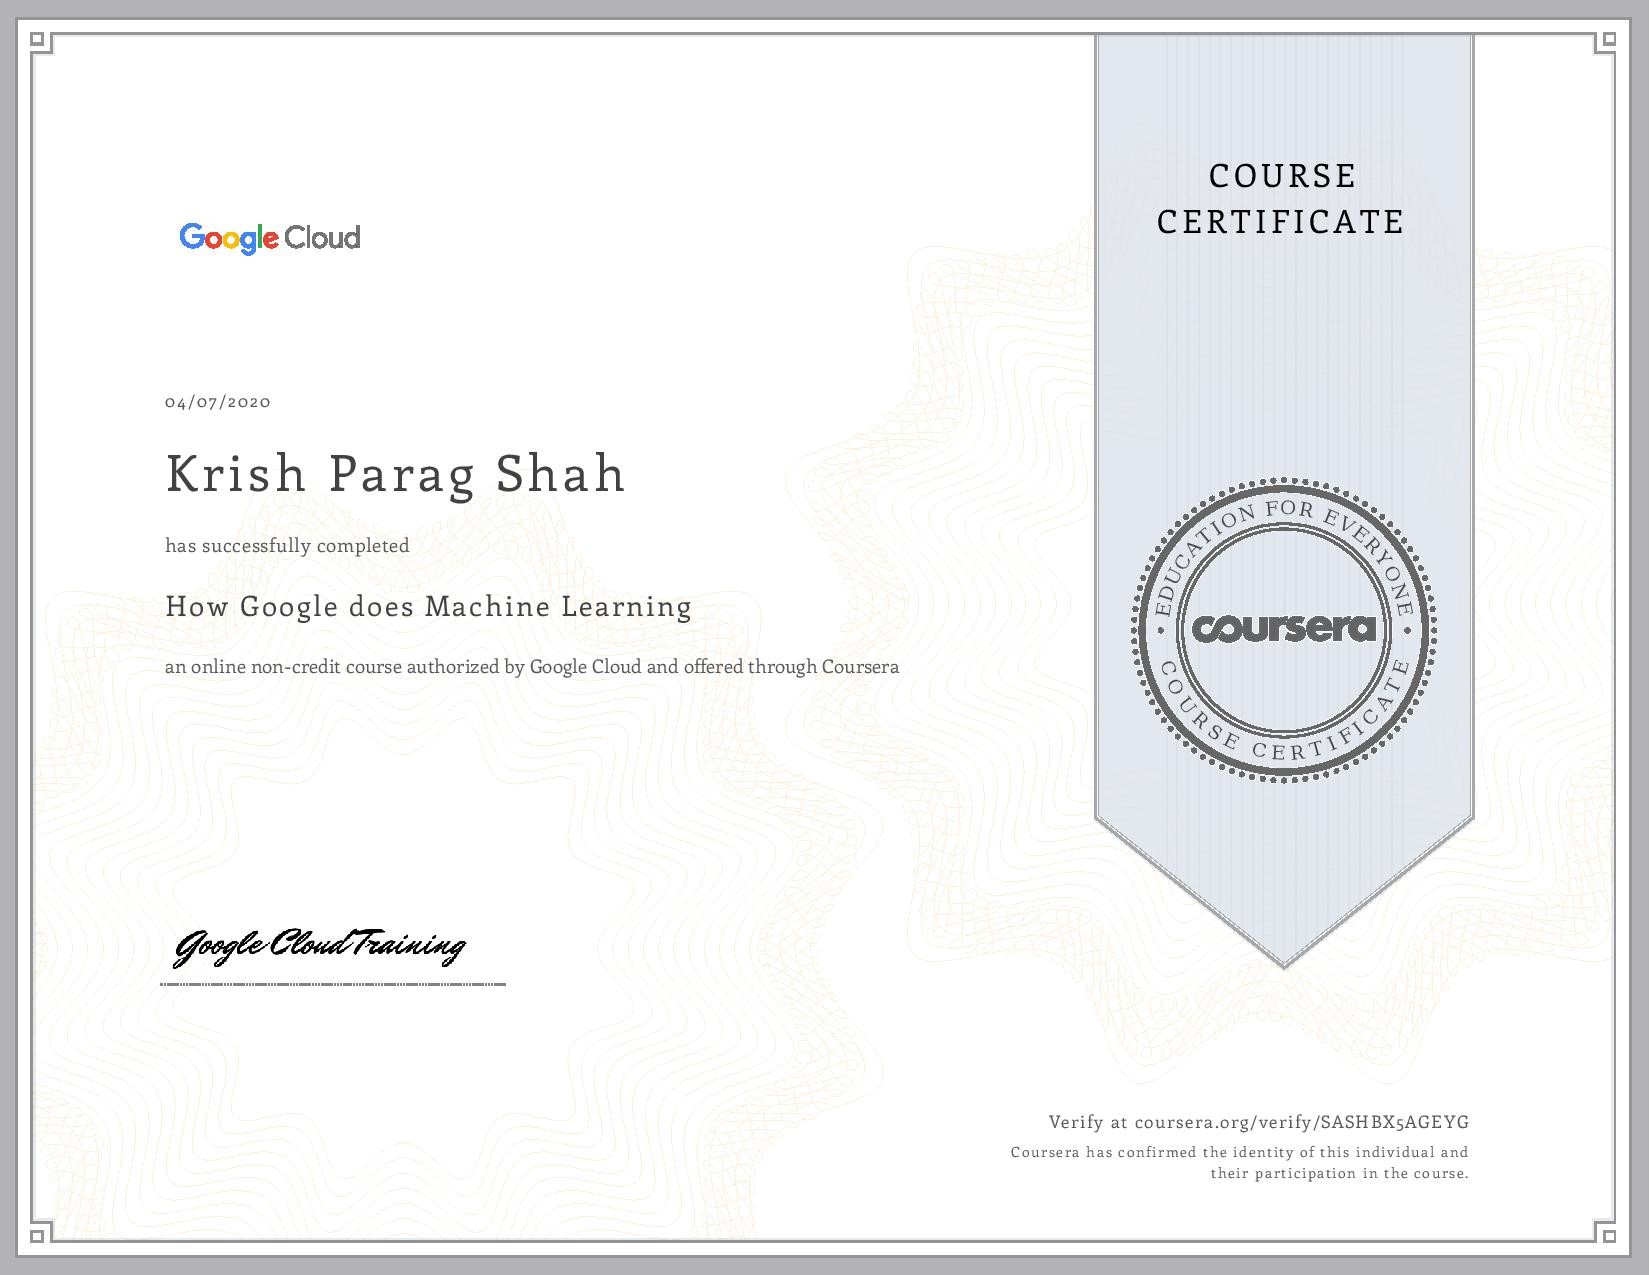 Google Cloud
COURSE
CERTIFICATE
04/07/2020
Krish Parag Shah
has successfully completed
How Google does Machine Learning
an online non-credit course authorized by Google Cloud and offered through Coursera
EDUCATION FOR EVERYONE
coursera
COURSE CERTIFICATE
Google Cloud Training
Verify at coursera.org/verify/SASHBX5AGEYG
Coursera has confirmed the identity of this individual and
their participation in the course.